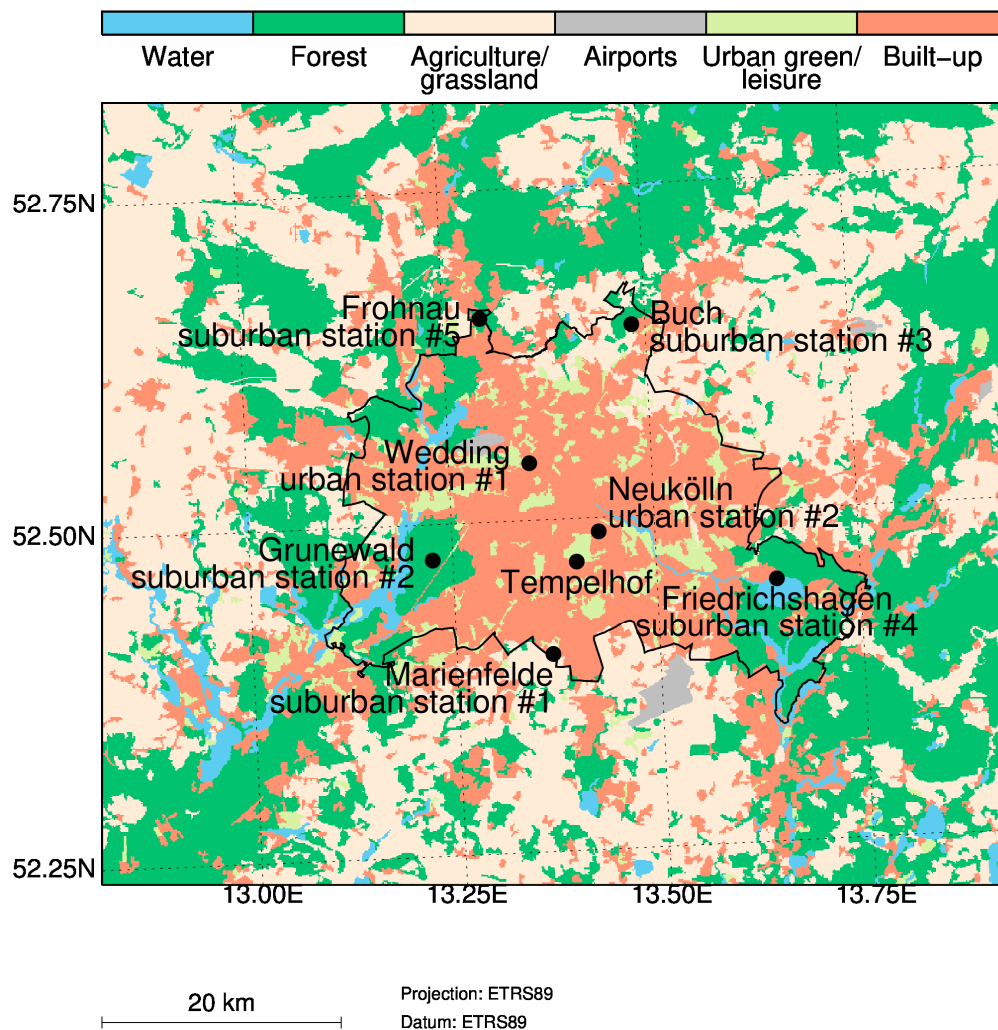 Water
Forest
Agriculture/
grassland
Airports
Urban green/
leisure
Built-up
52.75N
Frohnau
suburban station #5
Buch
suburban station #3
Wedding
urban station #1
Neukölln
urban station #2
52.50N
Grunewald
suburban station #2
Tempelhof
Friedrichshagen
suburban station #4
Marienfelde
suburban station #1
52.25N
13.00E
13.25E
13.50E
13.75E
20 km
Projection: ETRS89
Datum: ETRS89